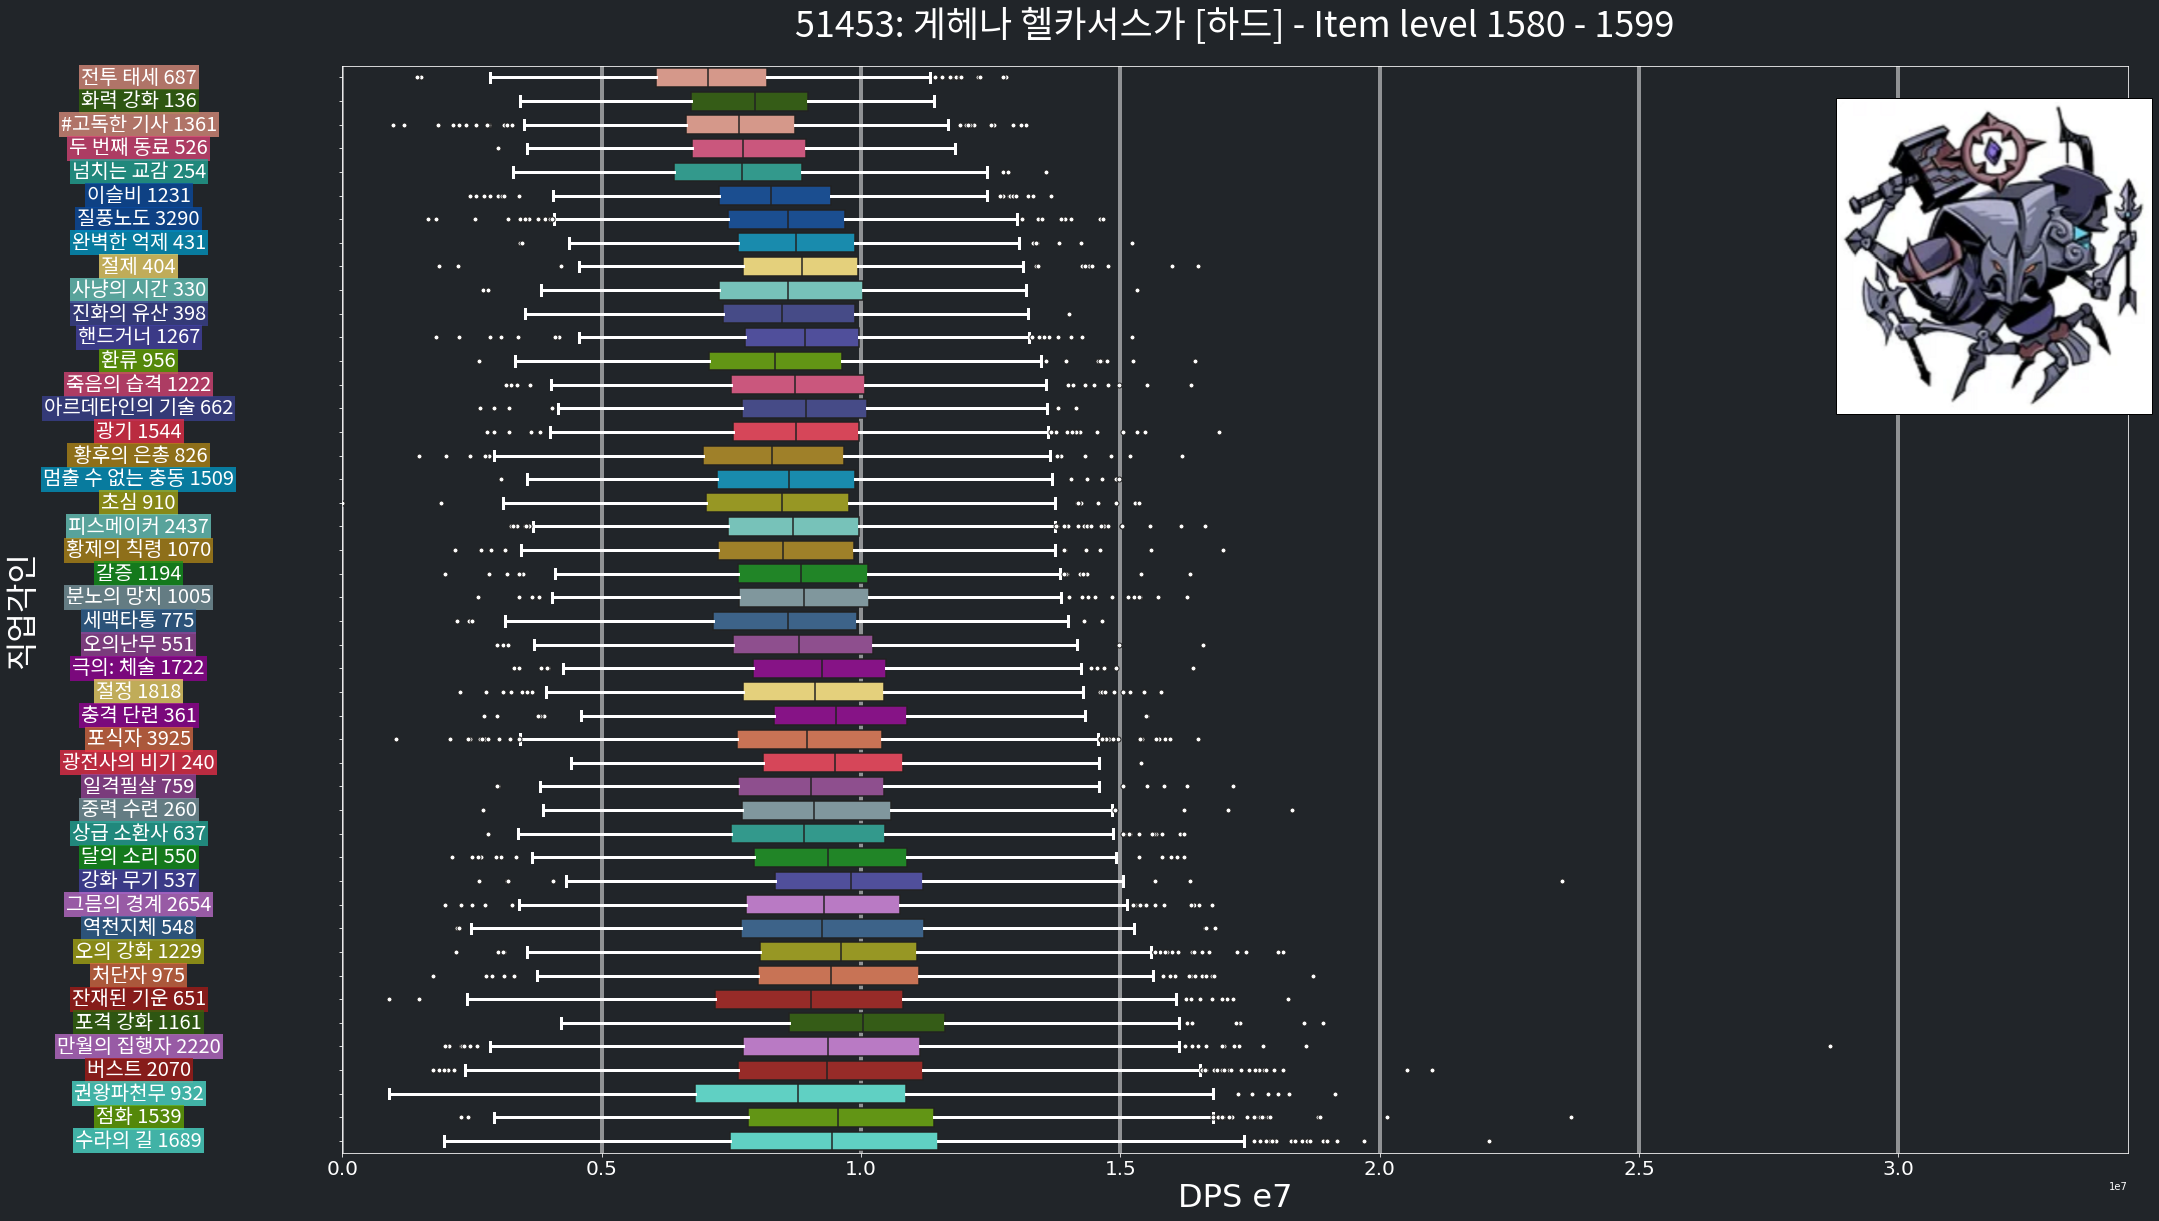 51453: 게헤나 헬카서스가 [하드] - Item level 1580 - 1599
전투 태세 687
화력 강화 136
#고독한 기사 1361
두 번째 동료 526
넘치는 교감 254
이슬비 1231
질풍노도 3290
완벽한 억제 431
절제 404
사냥의 시간 330
진화의 유산 398
핸드거너 1267
환류 956
죽음의 습격 1222
아르데타인의 기술 662
광기 1544
황후의 은총 826
멈출 수 없는 충동 1509
초심 910
피스메이커 2437
황제의 칙령 1070
갈증 1194
분노의 망치 1005
세맥타통 775
오의난무 551
극의: 체술 1722
절정 1818
충격 단련 361
포식자 3925
광전사의 비기 240
일격필살 759
중력 수련 260
상급 소환사 637
달의 소리 550
강화 무기 537
그믐의 경계 2654
역천지체 548
오의 강화 1229
처단자 975
잔재된 기운 651
포격 강화 1161
만월의 집행자 2220
버스트 2070
권왕파천무 932
점화 1539
수라의 길 1689
직업각인
0.0 0.5 1.0 1.5 2.0 2.5 3.0
DPS e7
1e7